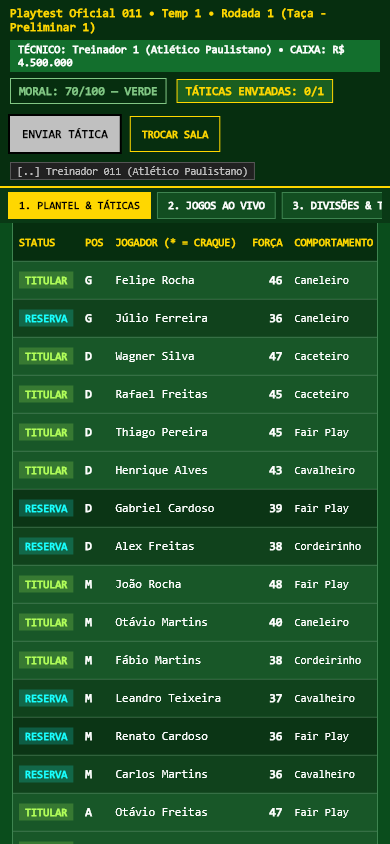 Playtest Oficial 011 • Temp 1 • Rodada 1 (Taça -
Preliminar 1)
TÉCNICO: Treinador 1 (Atlético Paulistano) • CAIXA: R$
4.500.000
MORAL: 70/100 — VERDE TÁTICAS ENVIADAS: 0/1
ENVIAR TÁTICA TROCAR SALA
[..] Treinador 011 (Atlético Paulistano)
1. PLANTEL & TÁTICAS 2. JOGOS AO VIVO 3. DIVISÕES & T
STATUS POS JOGADOR (* = CRAQUE) FORÇA COMPORTAMENTO
TITULAR G Felipe Rocha 46 Caneleiro
RESERVA G Júlio Ferreira 36 Caneleiro
TITULAR D Wagner Silva 47 Caceteiro
TITULAR D Rafael Freitas 45 Caceteiro
TITULAR D Thiago Pereira 45 Fair Play
TITULAR D Henrique Alves 43 Cavalheiro
RESERVA D Gabriel Cardoso 39 Fair Play
RESERVA D Alex Freitas 38 Cordeirinho
TITULAR M João Rocha 48 Fair Play
TITULAR M Otávio Martins 40 Caneleiro
TITULAR M Fábio Martins 38 Cordeirinho
RESERVA M Leandro Teixeira 37 Cavalheiro
RESERVA M Renato Cardoso 36 Fair Play
RESERVA M Carlos Martins 36 Cavalheiro
TITULAR A Otávio Freitas 47 Fair Play